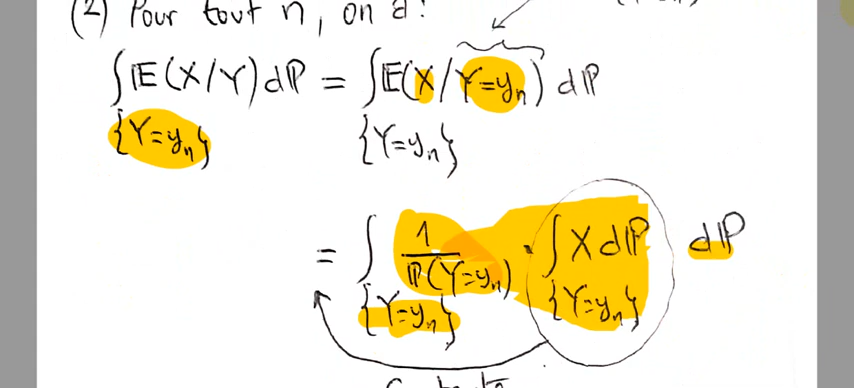 (2) Pour tout n, on a:
∫E(X/Y)dℙ = ∫E(X/Y=yₙ) dℙ
{Y=yₙ} {Y=yₙ}
= ∫ 1/ℙ(Y=yₙ) · ∫ X dℙ dℙ
{Y=yₙ} {Y=yₙ}